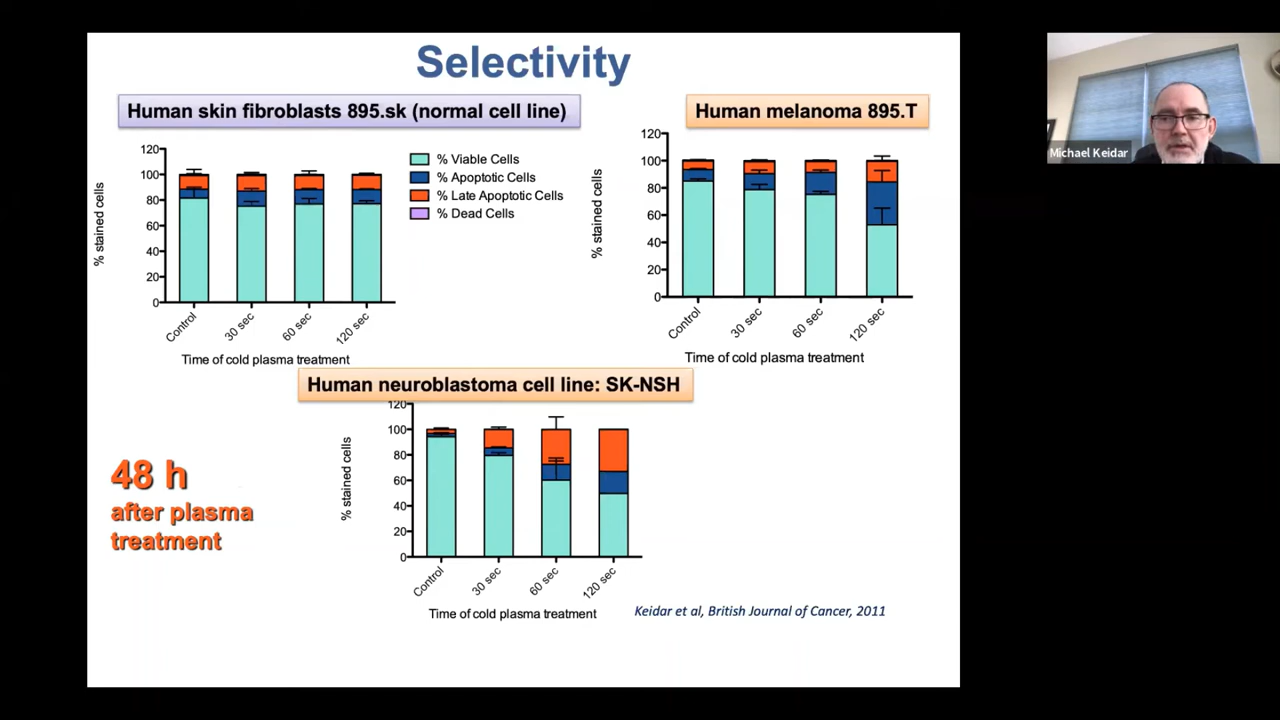 Selectivity
Human skin fibroblasts 895.sk (normal cell line)
120
100
80
60
40
20
0
% stained cells
Control
30 sec
60 sec
120 sec
Time of cold plasma treatment
% Viable Cells
% Apoptotic Cells
% Late Apoptotic Cells
% Dead Cells
Human melanoma 895.T
120
100
80
60
40
20
0
% stained cells
Control
30 sec
60 sec
120 sec
Time of cold plasma treatment
Michael Keidar
Human neuroblastoma cell line: SK-NSH
120
100
80
60
40
20
0
% stained cells
Control
30 sec
60 sec
120 sec
Time of cold plasma treatment
48 h
after plasma
treatment
Keidar et al, British Journal of Cancer, 2011